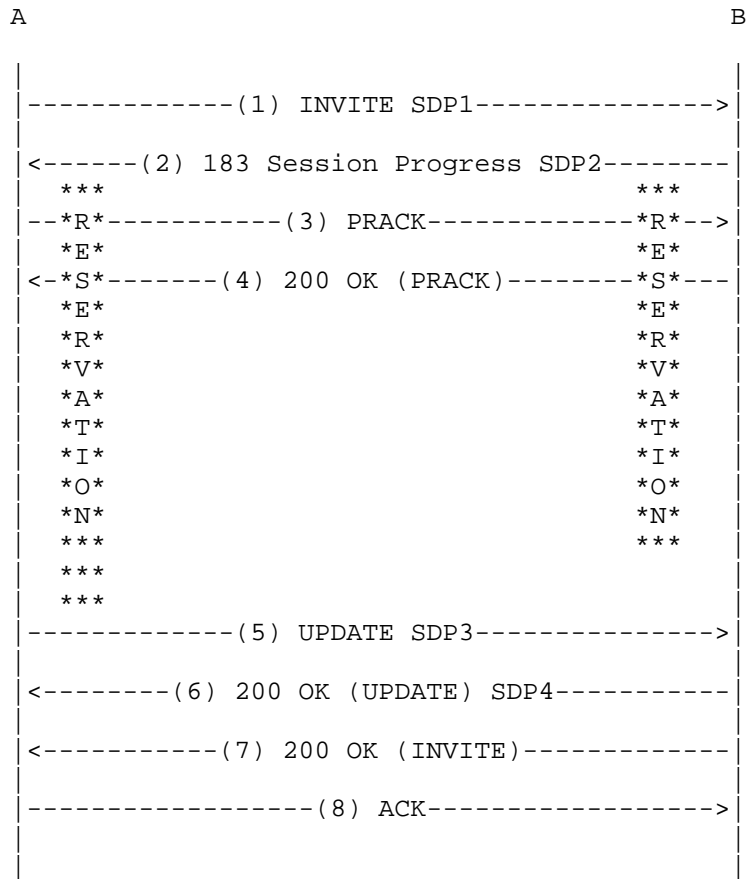 A                                            B

|                                            |
|-------------(1) INVITE SDP1--------------->|
|                                            |
|<------(2) 183 Session Progress SDP2--------|
|  ***                                 ***   |
|--*R*-----------(3) PRACK-------------*R*-->|
|  *E*                                 *E*   |
|<-*S*-------(4) 200 OK (PRACK)--------*S*---|
|  *E*                                 *E*   |
|  *R*                                 *R*   |
|  *V*                                 *V*   |
|  *A*                                 *A*   |
|  *T*                                 *T*   |
|  *I*                                 *I*   |
|  *O*                                 *O*   |
|  *N*                                 *N*   |
|  ***                                 ***   |
|  ***                                       |
|  ***                                       |
|-------------(5) UPDATE SDP3--------------->|
|                                            |
|<--------(6) 200 OK (UPDATE) SDP4-----------|
|                                            |
|<-----------(7) 200 OK (INVITE)-------------|
|                                            |
|------------------(8) ACK------------------>|
|                                            |
|                                            |